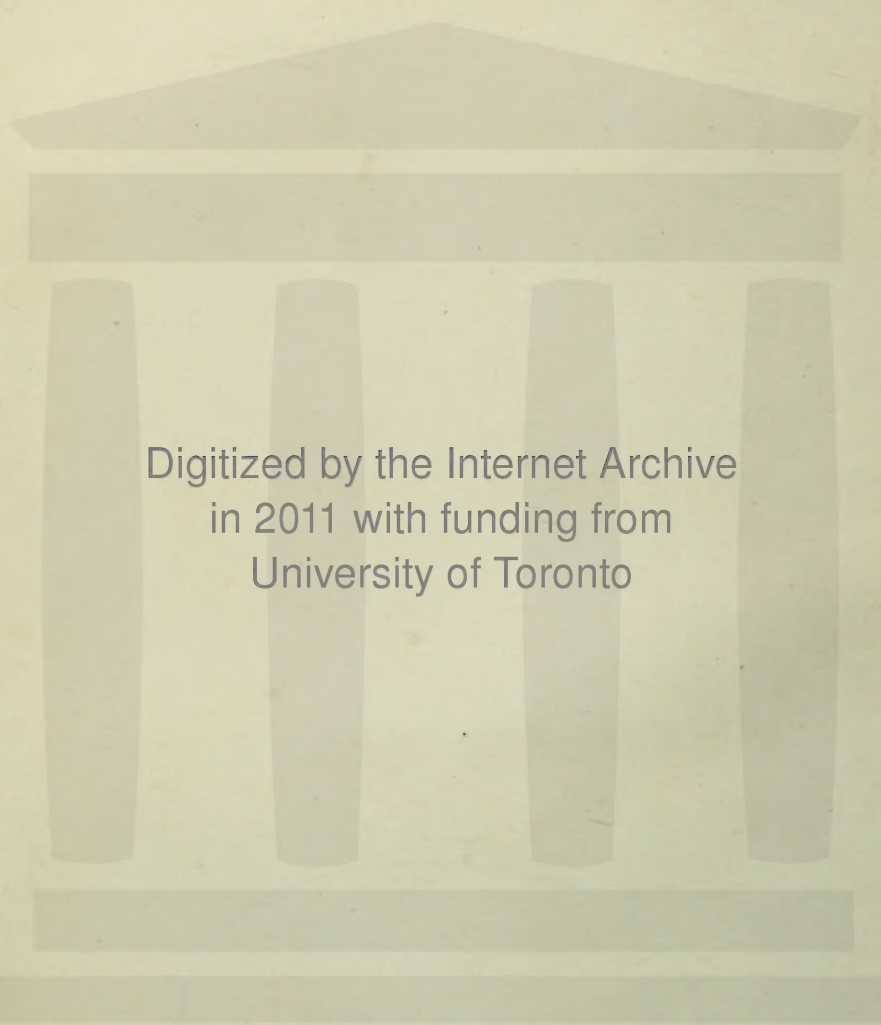 Digitized by the Internet Archive
in 2011 with funding from
University of Toronto